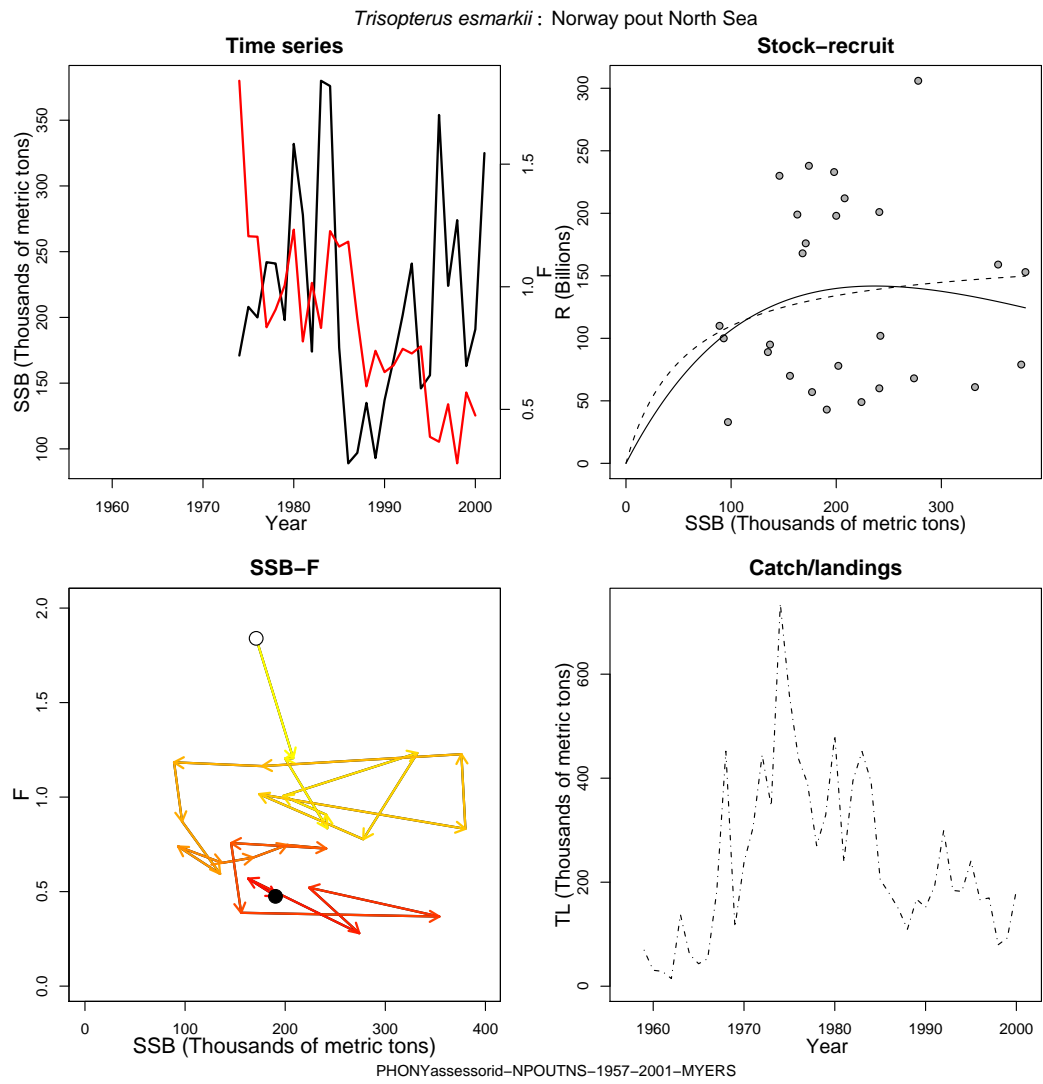 Trisopterus esmarkii : Norway pout North Sea
Time series
SSB (Thousands of metric tons)
100
150
200
250
300
350
0.5
1.0
1.5
F
1960
1970
1980
1990
2000
Year
Stock−recruit
R (Billions)
0
50
100
150
200
250
300
0
100
200
300
SSB (Thousands of metric tons)
SSB−F
F
0.0
0.5
1.0
1.5
2.0
0
100
200
300
400
SSB (Thousands of metric tons)
Catch/landings
TL (Thousands of metric tons)
0
200
400
600
1960
1970
1980
1990
2000
Year
PHONYassessorid−NPOUTNS−1957−2001−MYERS